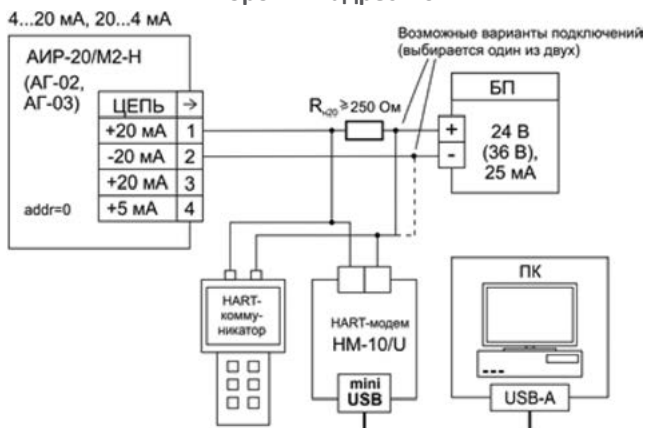 4...20 мА, 20...4 мА
АИР-20/М2-Н
(АГ-02,
АГ-03)
ЦЕПЬ →
+20 мА 1
-20 мА 2
+20 мА 3
+5 мА 4
addr=0
Rн20 ≥250 Ом
Возможные варианты подключений
(выбирается один из двух)
БП
+
-
24 В
(36 В),
25 мА
HART-
комму-
никатор
HART-модем
НМ-10/U
mini
USB
ПК
USB-A